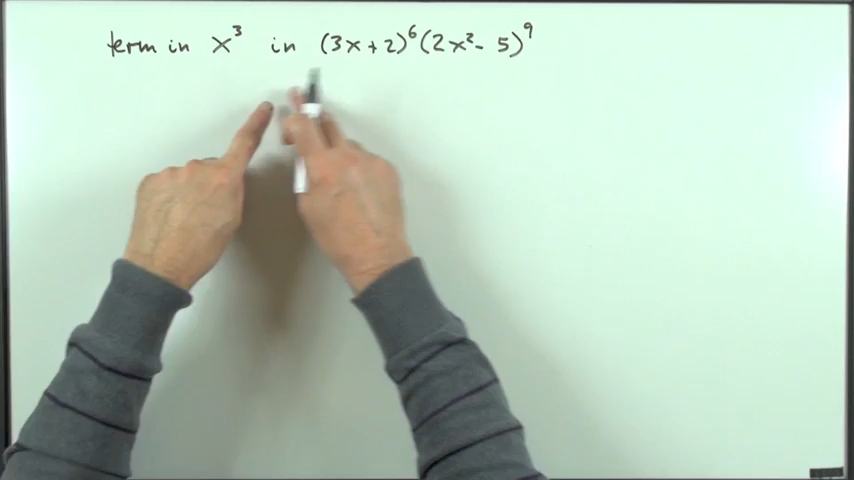 term in x³ in (3x+2)⁶(2x²- 5)⁹